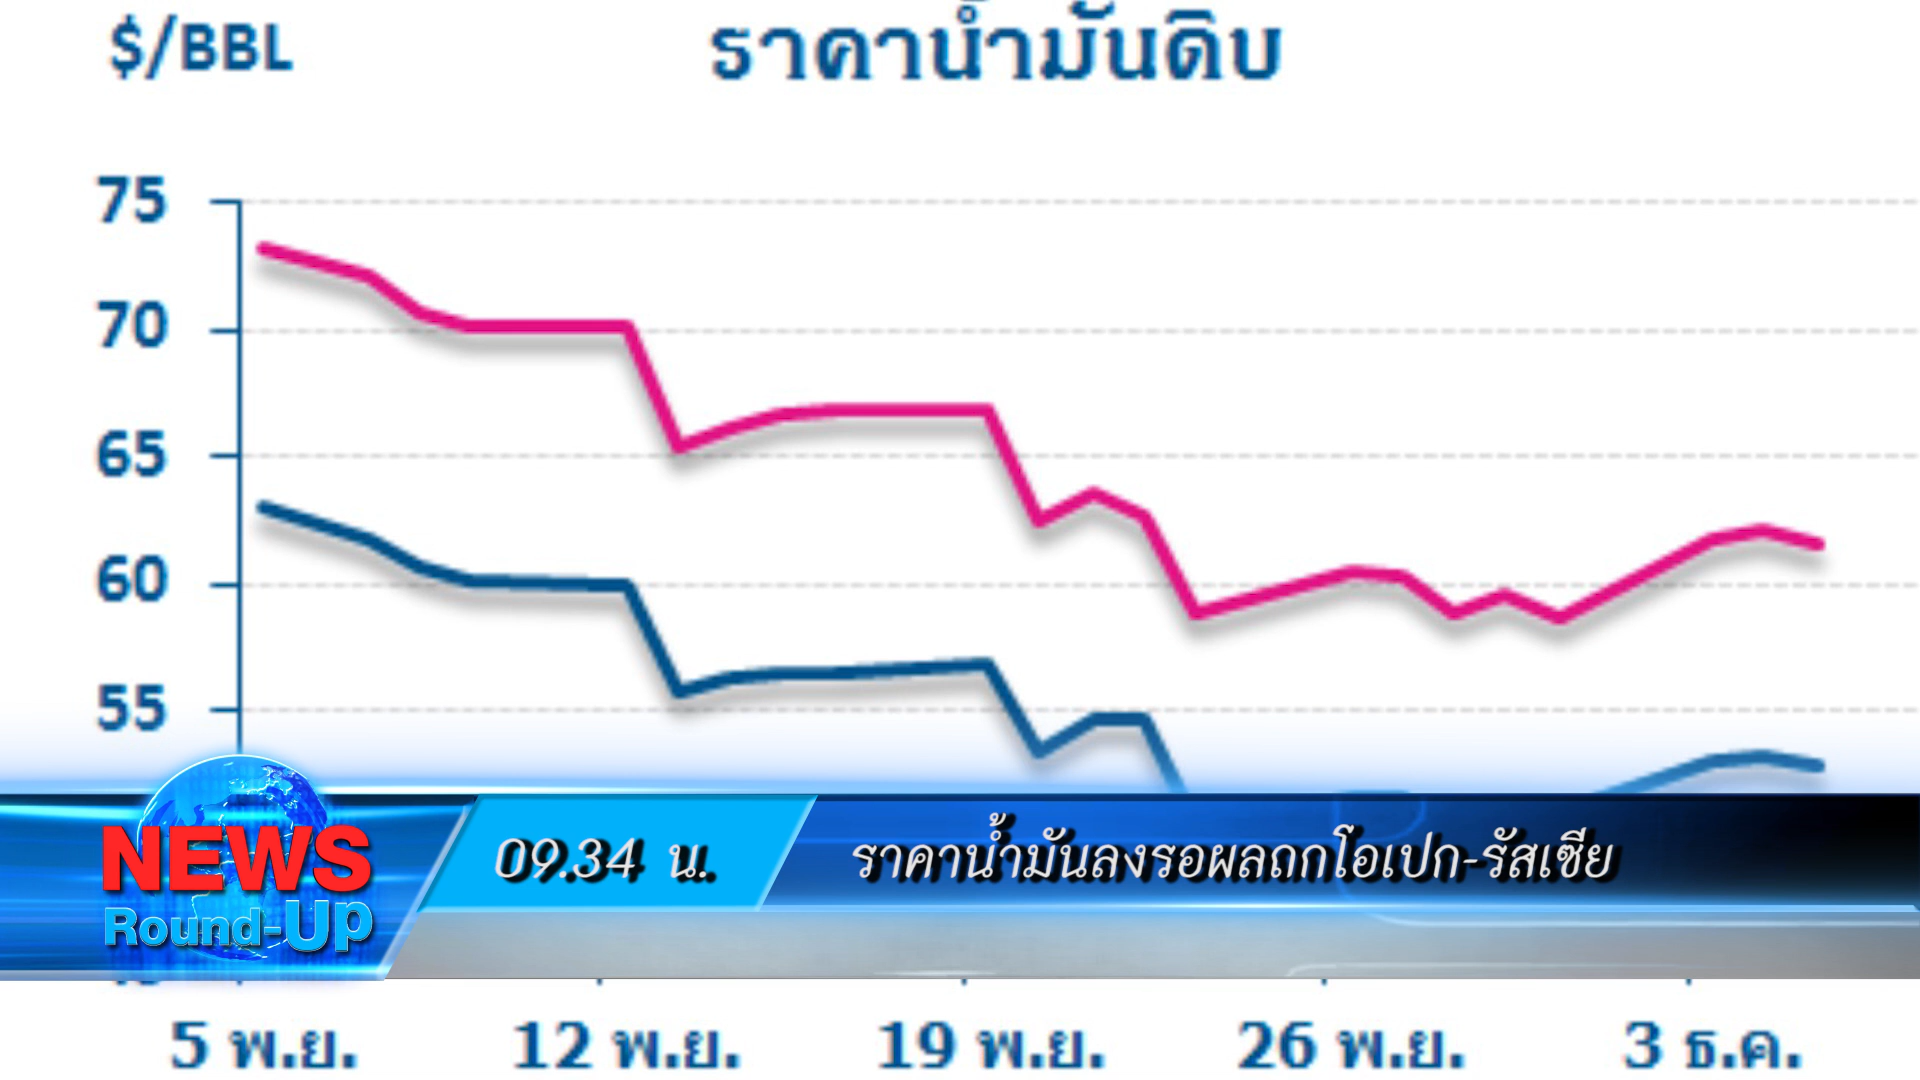 $/BBL
ราคาน้ำมันดิบ
75
70
65
60
55
NEWS
Round-Up
09.34 น.
ราคาน้ำมันลงรอผลถกโอเปก-รัสเซีย
5 พ.ย.
12 พ.ย.
19 พ.ย.
26 พ.ย.
3 ธ.ค.